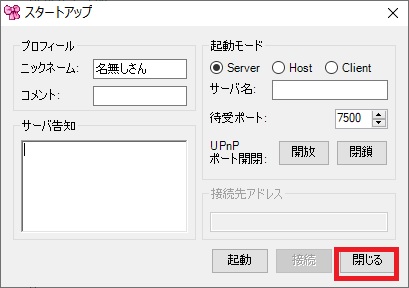 スタートアップ
プロフィール
ニックネーム: 名無しさん
コメント:
サーバ告知
起動モード
Server Host Client
サーバ名:
待受ポート: 7500
UPnP
ポート開閉: 開放 閉鎖
接続先アドレス
起動 接続 閉じる